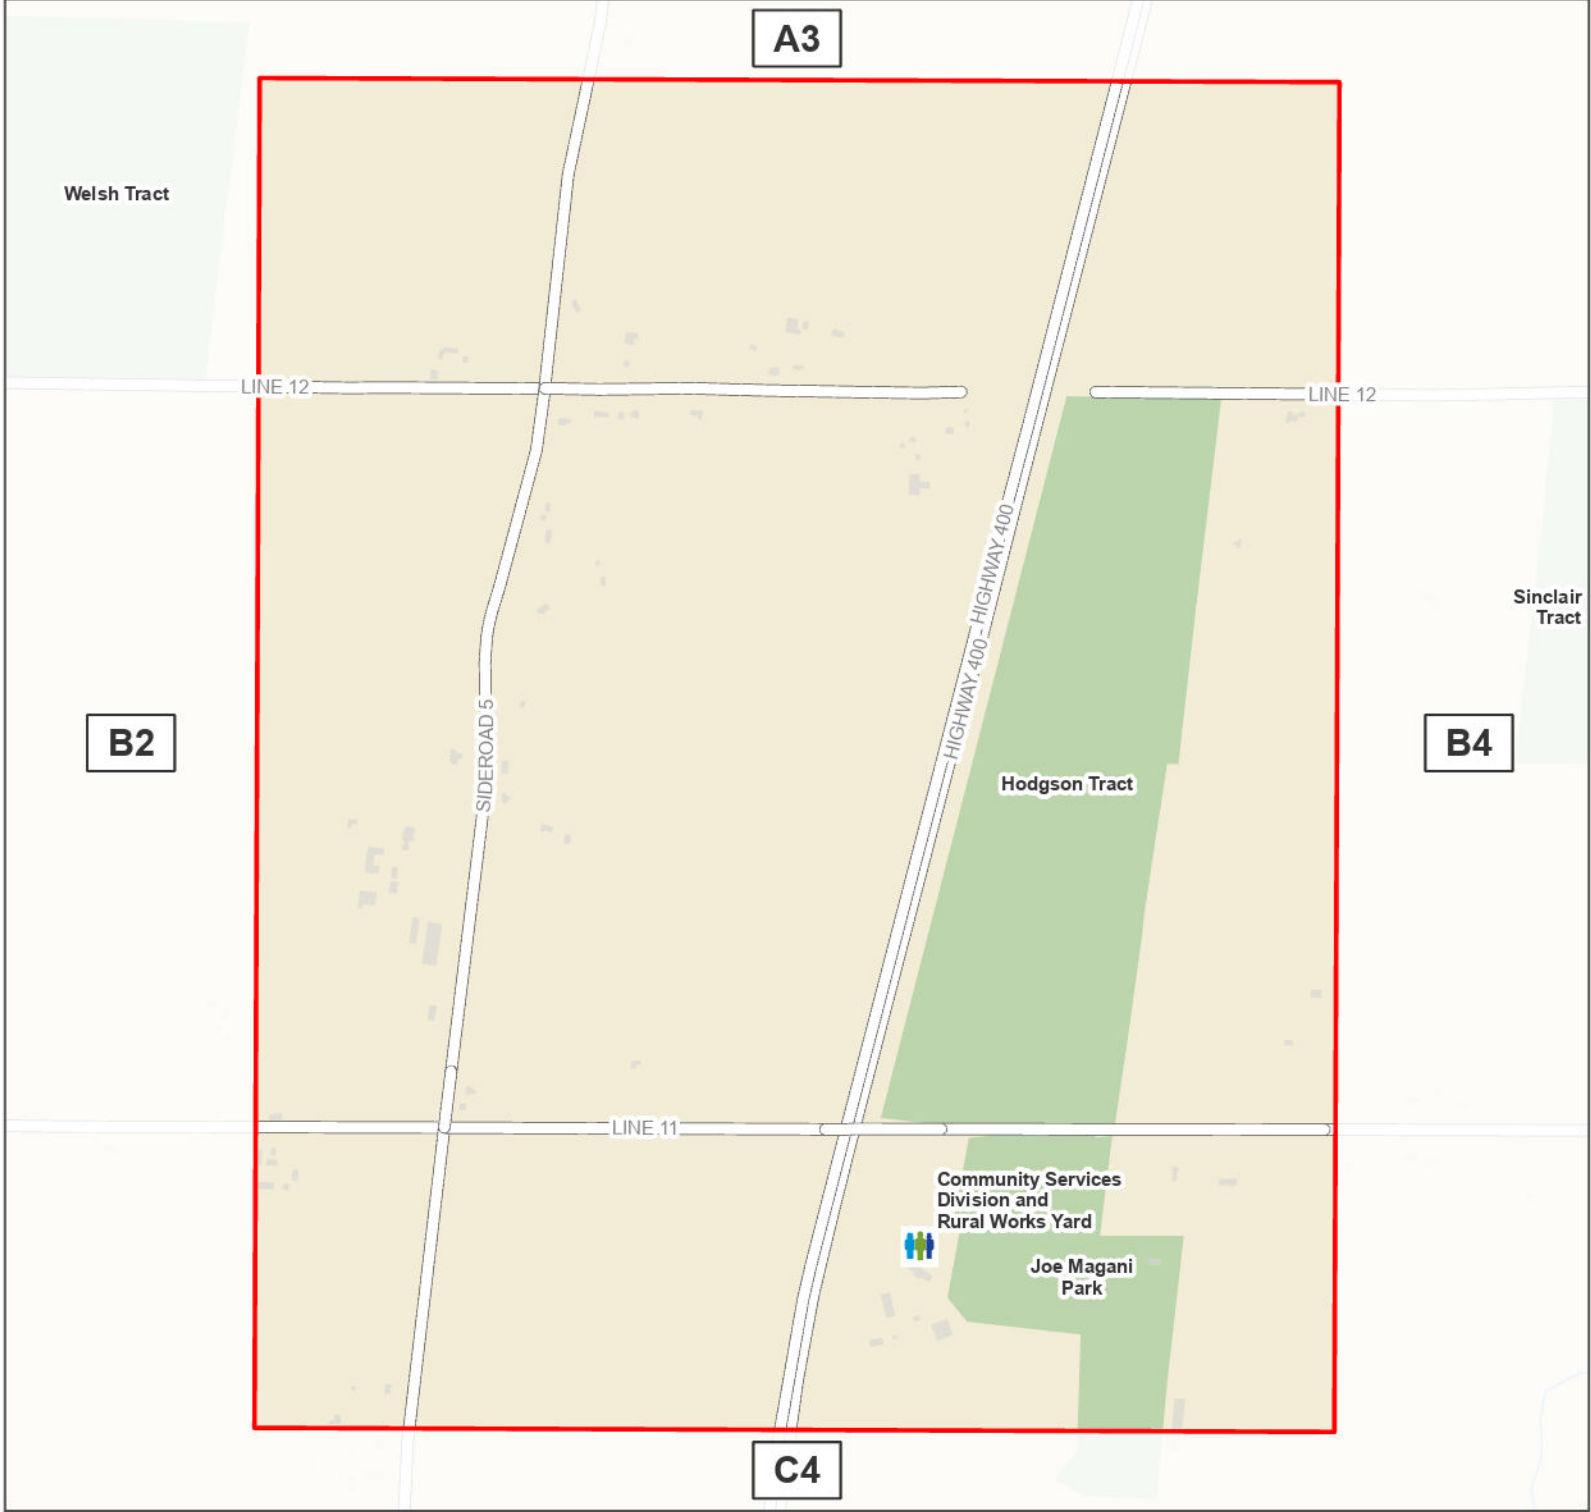 A3
Welsh Tract
LINE 12
LINE 12
HIGHWAY 400 - HIGHWAY 400
Sinclair
Tract
B2
SIDEROAD 5
B4
Hodgson Tract
LINE 11
Community Services
Division and
Rural Works Yard
Joe Magani
Park
C4